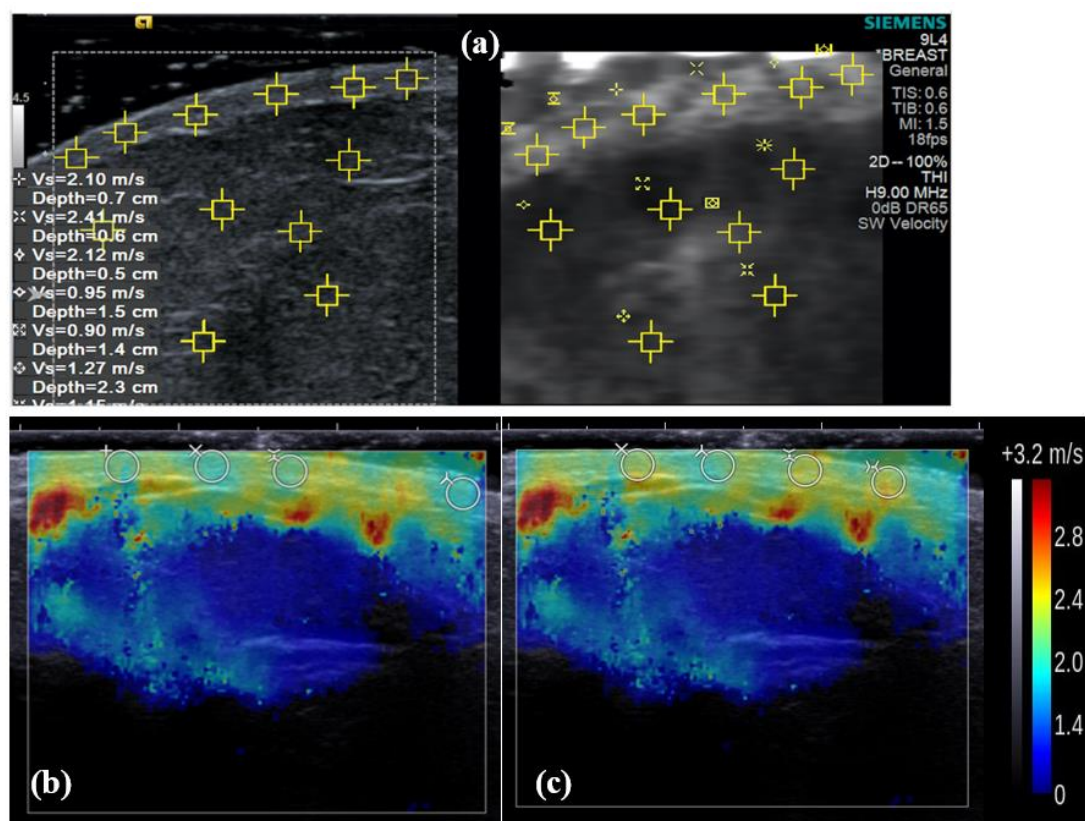 (a)
4.5
Vs=2.10 m/s
Depth=0.7 cm
Vs=2.41 m/s
Depth=0.6 cm
Vs=2.12 m/s
Depth=0.5 cm
Vs=0.95 m/s
Depth=1.5 cm
Vs=0.90 m/s
Depth=1.4 cm
Vs=1.27 m/s
Depth=2.3 cm
Vs=1.15 m/s
SIEMENS
9L4
*BREAST
General
TIS: 0.6
TIB: 0.6
MI: 1.5
18fps
2D--100%
THI
H9.00 MHz
0dB DR65
SW Velocity
(b)
(c)
+3.2 m/s
2.8
2.4
2.0
1.4
0